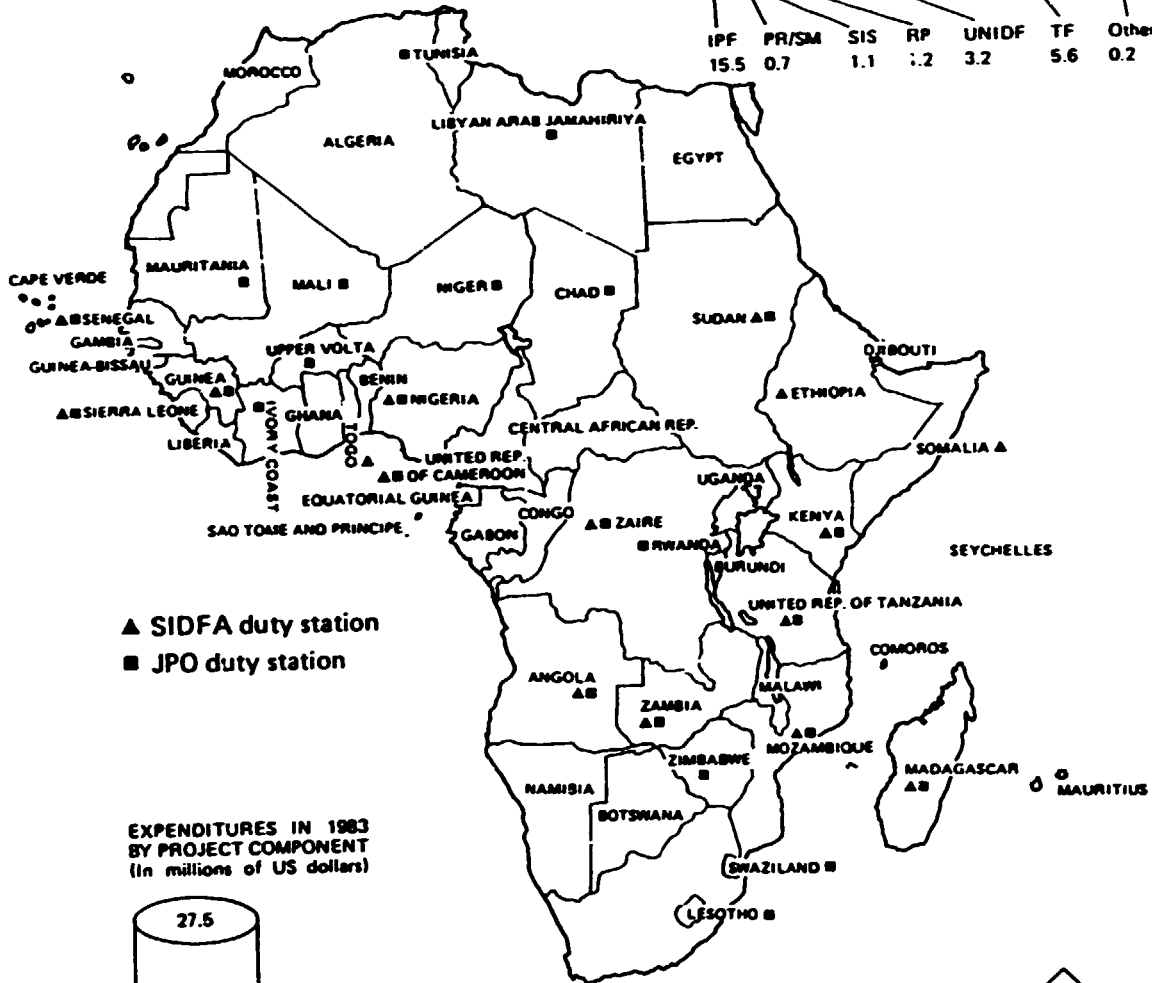 IPF PR/SM SIS RP UNIDF TF Other
15.5 0.7 1.1 1.2 3.2 5.6 0.2
TUNISIA
MOROCCO
LIBYAN ARAB JAMAHIRIYA
ALGERIA
EGYPT
CAPE VERDE
MAURITANIA
MALI
NIGER
CHAD
SENEGAL
SUDAN
GAMBIA
UPPER VOLTA
DJIBOUTI
GUINEA-BISSAU
GUINEA
BENIN
NIGERIA
ETHIOPIA
SIERRA LEONE
IVORY COAST
GHANA
TOGO
CENTRAL AFRICAN REP.
LIBERIA
SOMALIA
UNITED REP.
OF CAMEROON
UGANDA
EQUATORIAL GUINEA
CONGO
ZAIRE
KENYA
SAO TOME AND PRINCIPE
GABON
RWANDA
SEYCHELLES
BURUNDI
UNITED REP. OF TANZANIA
▲ SIDFA duty station
■ JPO duty station
COMOROS
ANGOLA
MALAWI
ZAMBIA
MOZAMBIQUE
ZIMBABWE
MADAGASCAR
MAURITIUS
NAMIBIA
BOTSWANA
EXPENDITURES IN 1983
BY PROJECT COMPONENT
(In millions of US dollars)
SWAZILAND
LESOTHO
27.5